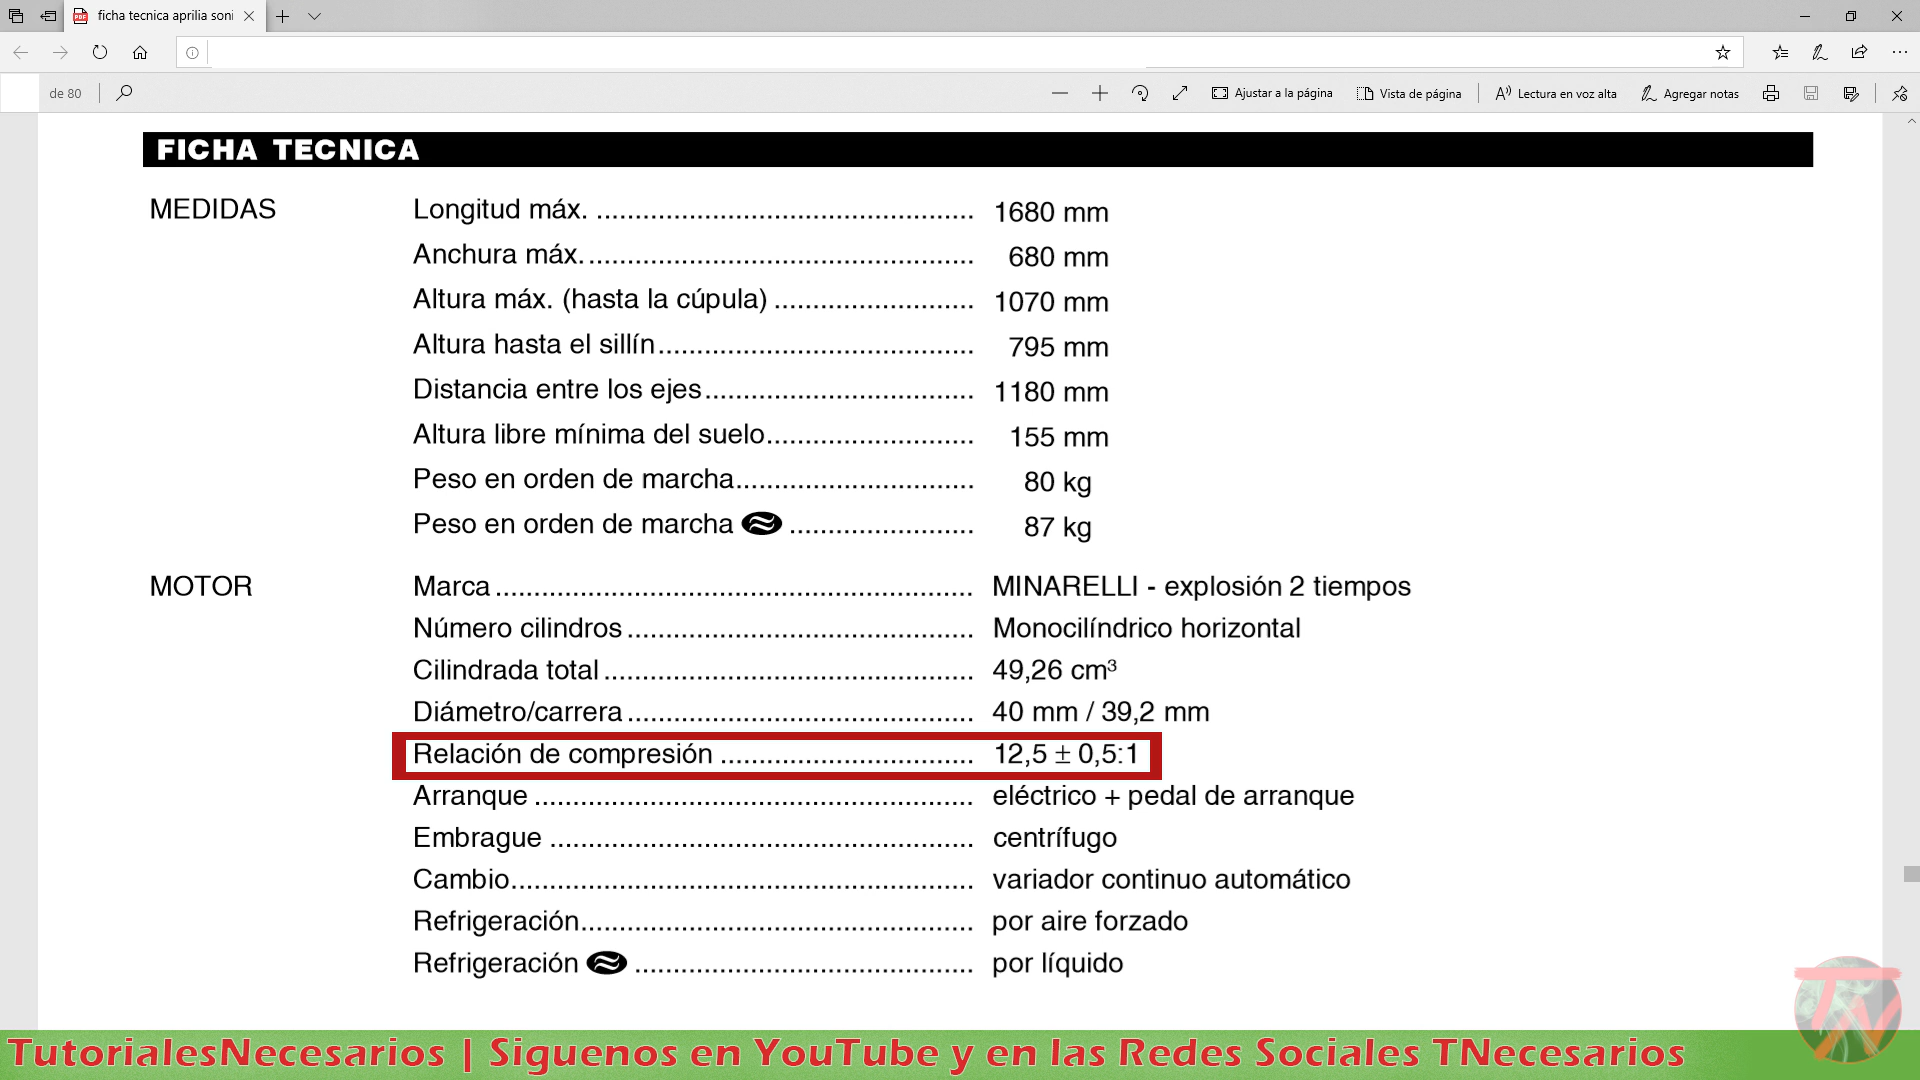 ficha tecnica aprilia soni
de 80
Ajustar a la página
Vista de página
Lectura en voz alta
Agregar notas
FICHA TECNICA
MEDIDAS
Longitud máx. ................................................. 1680 mm
Anchura máx. .................................................. 680 mm
Altura máx. (hasta la cúpula) .......................... 1070 mm
Altura hasta el sillín ......................................... 795 mm
Distancia entre los ejes ................................... 1180 mm
Altura libre mínima del suelo ........................... 155 mm
Peso en orden de marcha ............................... 80 kg
Peso en orden de marcha ........................ 87 kg
MOTOR
Marca .............................................................. MINARELLI - explosión 2 tiempos
Número cilindros ............................................. Monocilíndrico horizontal
Cilindrada total ................................................ 49,26 cm³
Diámetro/carrera ............................................. 40 mm / 39,2 mm
Relación de compresión ................................. 12,5 ± 0,5:1
Arranque ......................................................... eléctrico + pedal de arranque
Embrague ....................................................... centrífugo
Cambio ............................................................ variador continuo automático
Refrigeración ................................................... por aire forzado
Refrigeración ............................................ por líquido
TutorialesNecesarios | Siguenos en YouTube y en las Redes Sociales TNecesarios